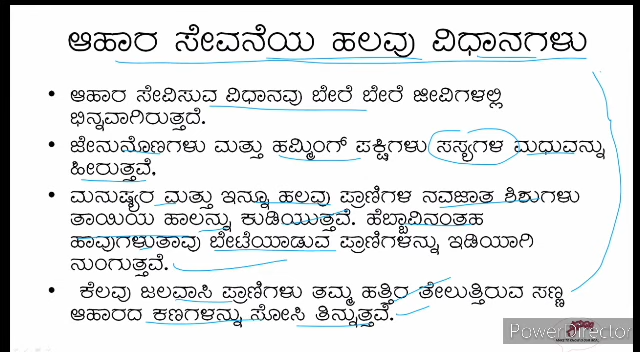 ಆಹಾರ ಸೇವನೆಯ ಹಲವು ವಿಧಾನಗಳು
• ಆಹಾರ ಸೇವಿಸುವ ವಿಧಾನವು ಬೇರೆ ಬೇರೆ ಜೀವಿಗಳಲ್ಲಿ
ಭಿನ್ನವಾಗಿರುತ್ತದೆ.
• ಜೇನುನೊಣಗಳು ಮತ್ತು ಹಮ್ಮಿಂಗ್ ಪಕ್ಷಿಗಳು ಸಸ್ಯಗಳ ಮಧುವನ್ನು
ಹೀರುತ್ತವೆ.
• ಮನುಷ್ಯರ ಮತ್ತು ಇನ್ನೂ ಹಲವು ಪ್ರಾಣಿಗಳ ನವಜಾತ ಶಿಶುಗಳು
ತಾಯಿಯ ಹಾಲನ್ನು ಕುಡಿಯುತ್ತವೆ. ಹೆಬ್ಬಾವಿನಂತಹ
ಹಾವುಗಳುತಾವು ಬೇಟೆಯಾಡುವ ಪ್ರಾಣಿಗಳನ್ನು ಇಡಿಯಾಗಿ
ನುಂಗುತ್ತವೆ.
• ಕೆಲವು ಜಲವಾಸಿ ಪ್ರಾಣಿಗಳು ತಮ್ಮ ಹತ್ತಿರ ತೇಲುತ್ತಿರುವ ಸಣ್ಣ
ಆಹಾರದ ಕಣಗಳನ್ನು ಸೋಸಿ ತಿನ್ನುತ್ತವೆ.
PowerDirector